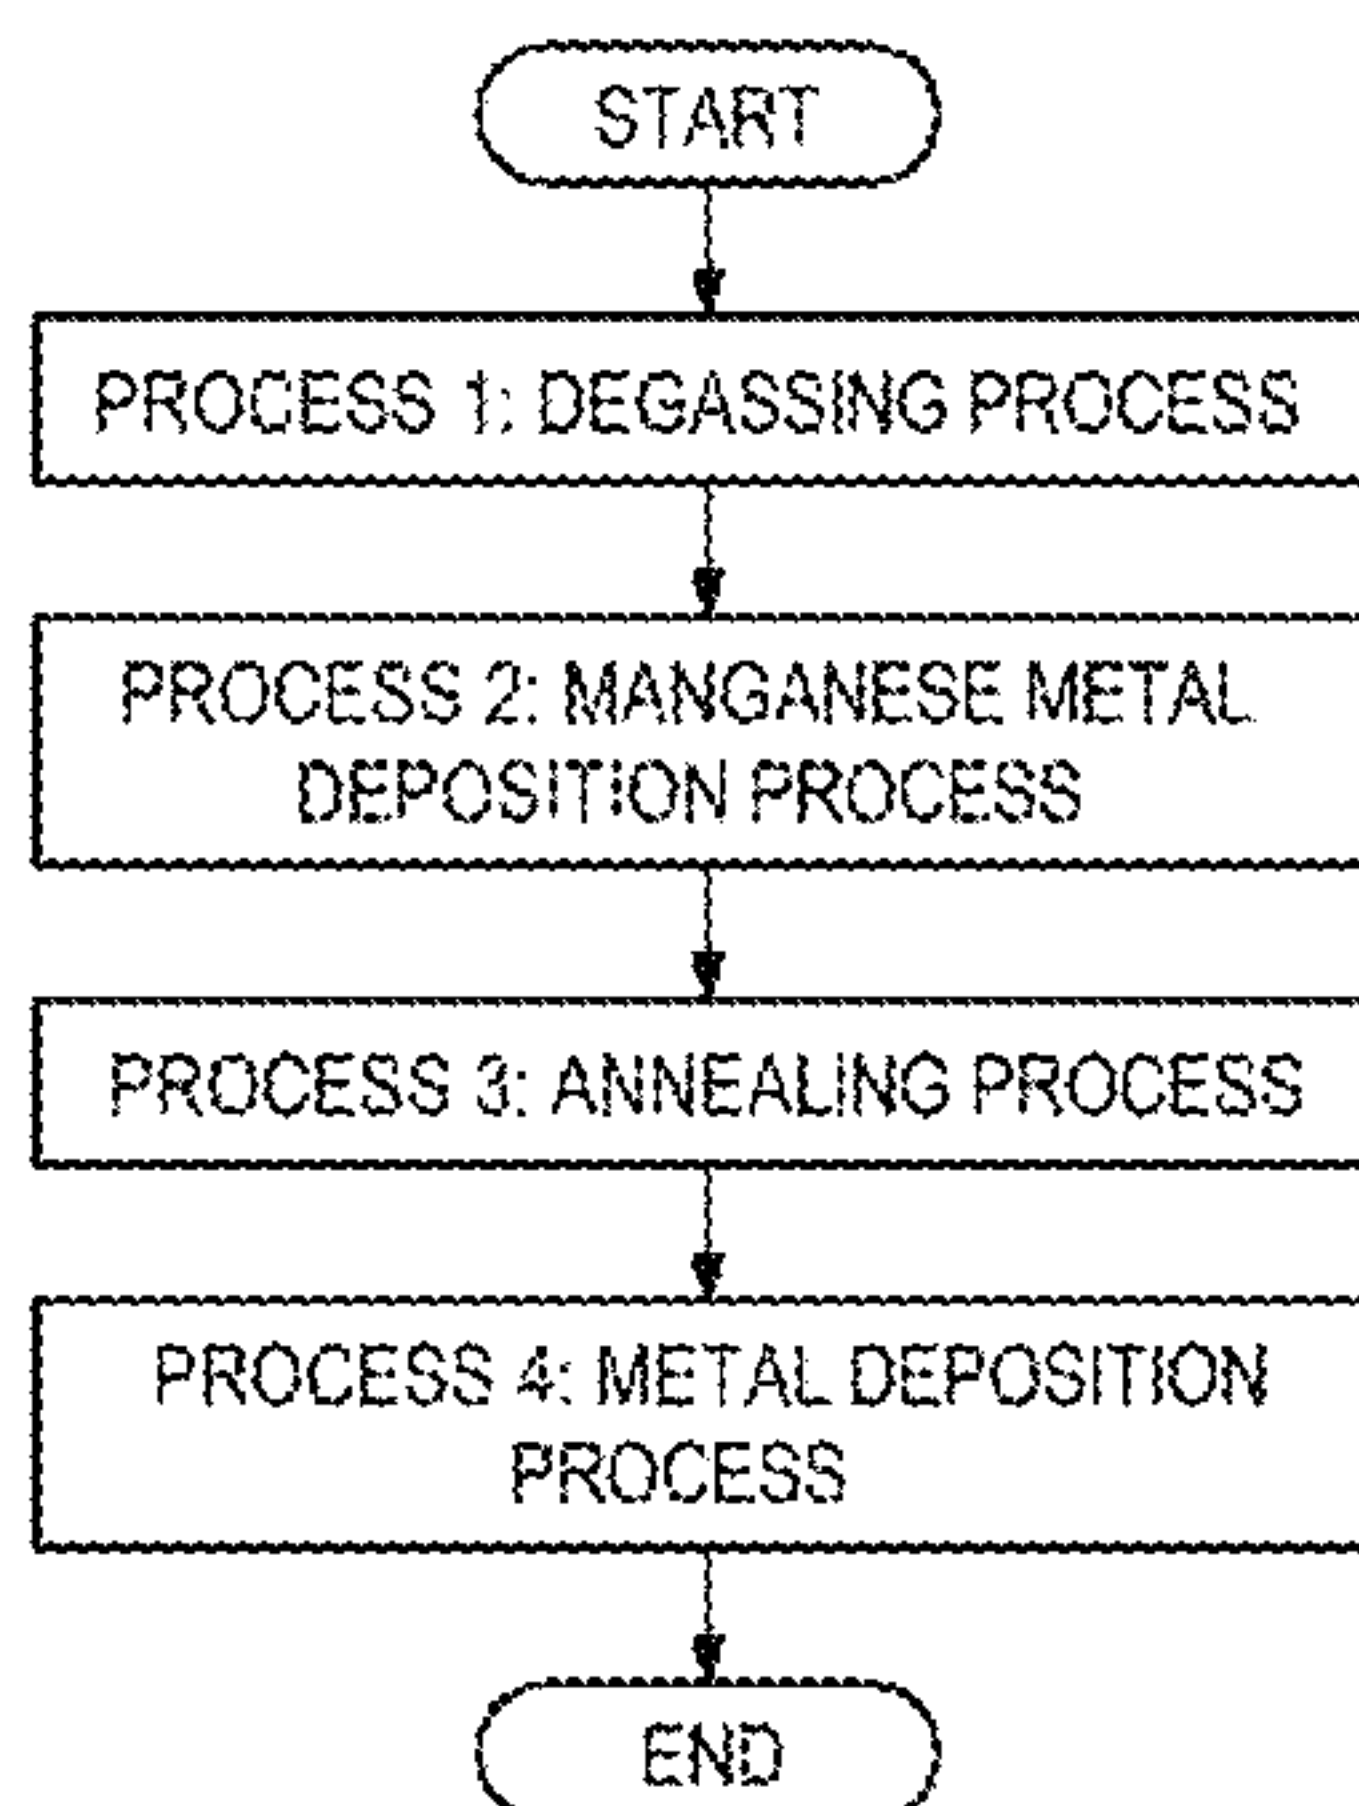 START
PROCESS 1: DEGASSING PROCESS
PROCESS 2: MANGANESE METAL
DEPOSITION PROCESS
PROCESS 3: ANNEALING PROCESS
PROCESS 4: METAL DEPOSITION
PROCESS
END